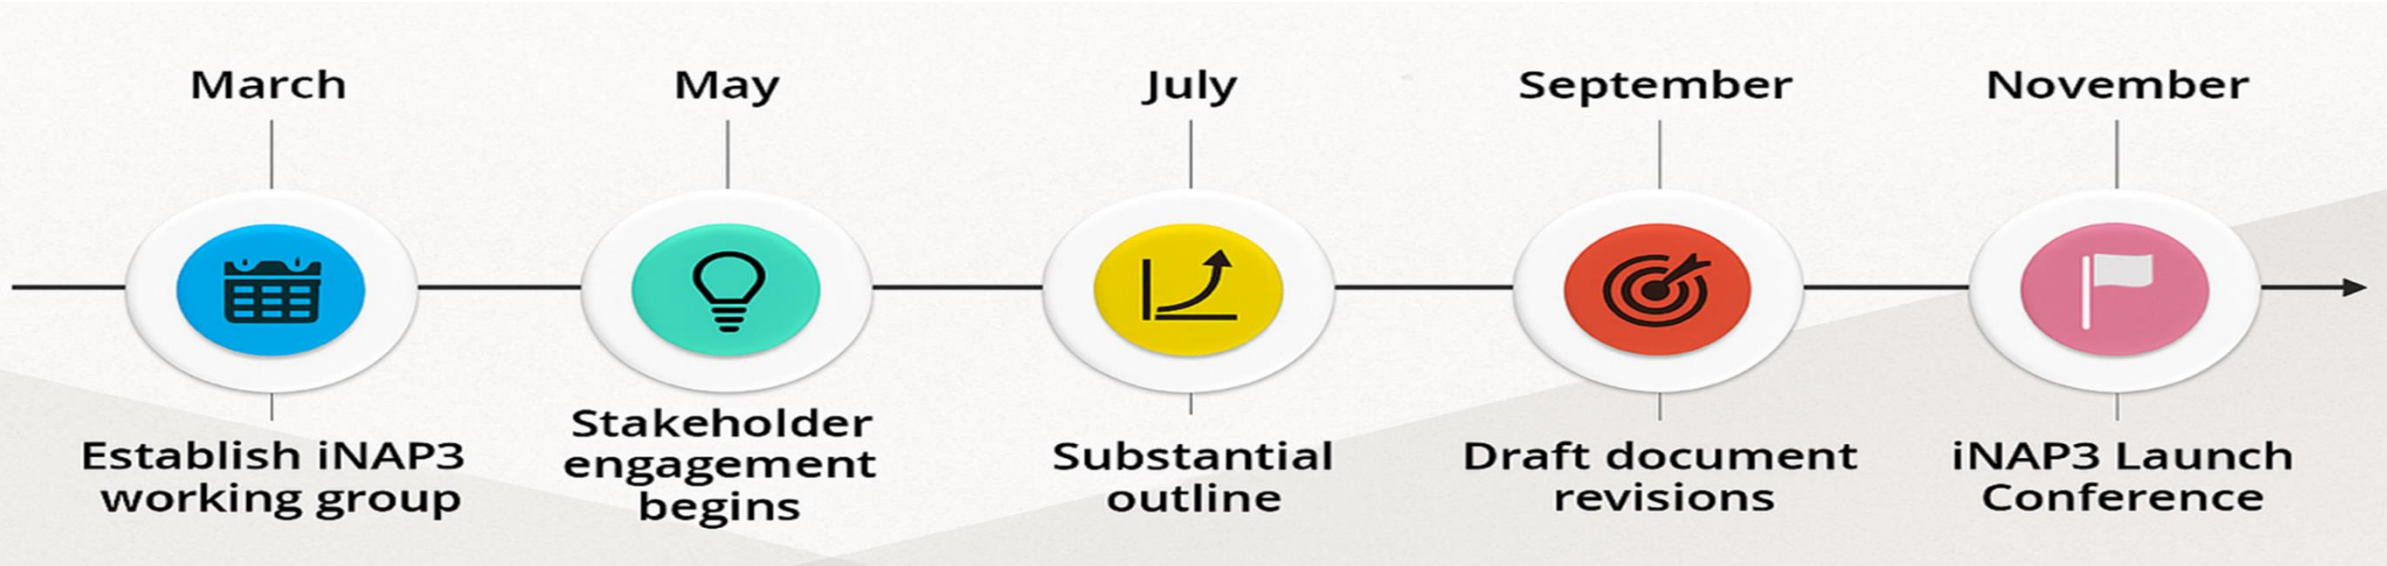 March
Establish iNAP3
working group
May
Stakeholder
engagement
begins
July
Substantial
outline
September
Draft document
revisions
November
iNAP3 Launch
Conference